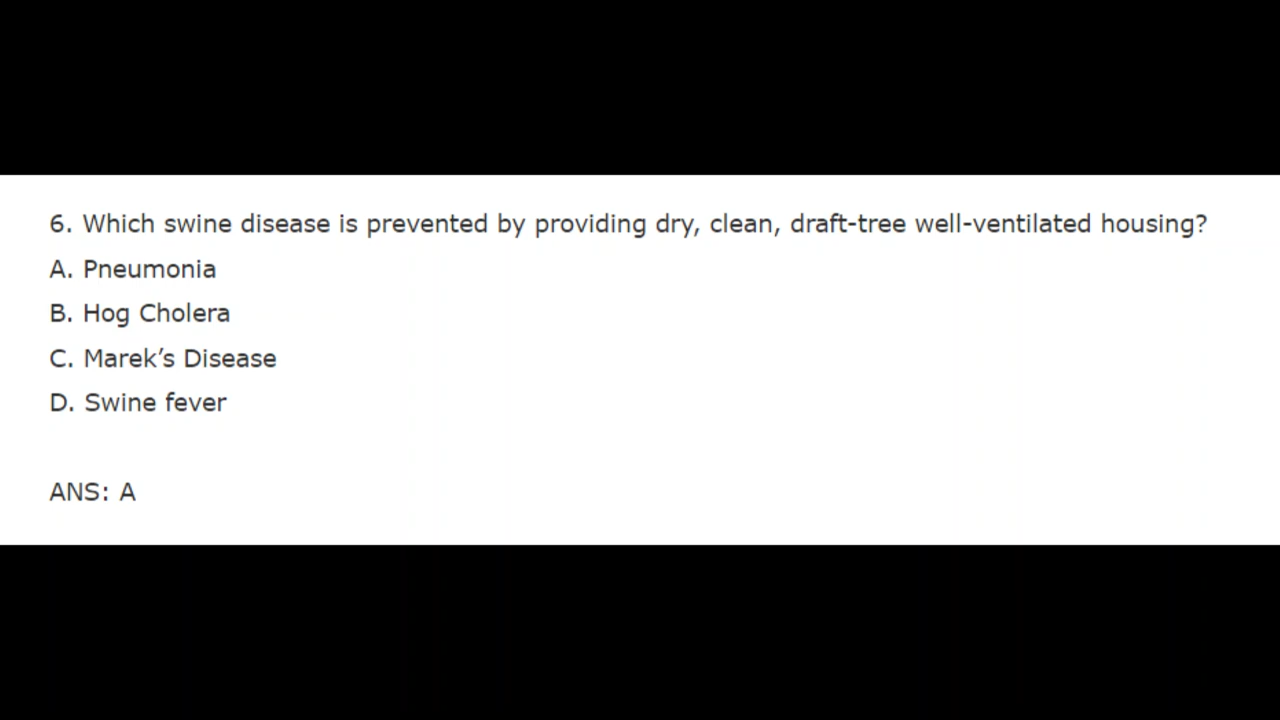 6. Which swine disease is prevented by providing dry, clean, draft-tree well-ventilated housing?
A. Pneumonia
B. Hog Cholera
C. Marek’s Disease
D. Swine fever
ANS: A